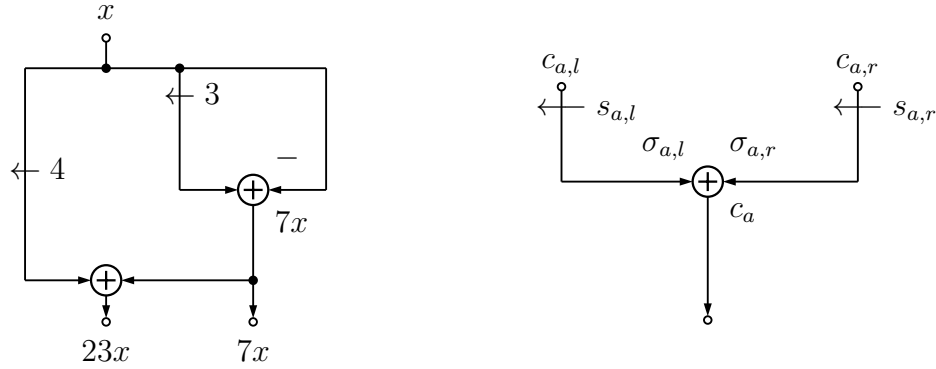 x
← 3
−
← 4
+
7x
+
23x
7x
c_{a,l}
c_{a,r}
← s_{a,l}
← s_{a,r}
σ_{a,l}
σ_{a,r}
+
c_a